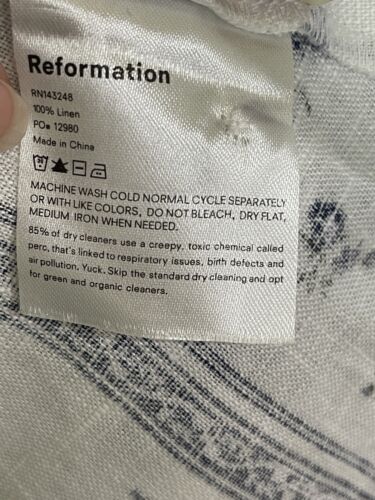 Reformation
RN143248
100% Linen
PO# 12980
Made in China
MACHINE WASH COLD NORMAL CYCLE SEPARATELY
OR WITH LIKE COLORS, DO NOT BLEACH, DRY FLAT,
MEDIUM IRON WHEN NEEDED.
85% of dry cleaners use a creepy, toxic chemical called
perc, that's linked to respiratory issues, birth defects and
air pollution. Yuck. Skip the standard dry cleaning and opt
for green and organic cleaners.